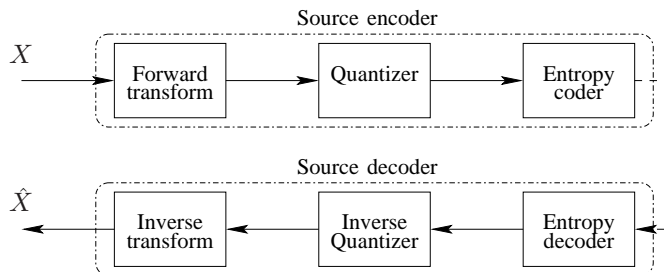 Source encoder
X
Forward
transform
Quantizer
Entropy
coder
Source decoder
X̂
Inverse
transform
Inverse
Quantizer
Entropy
decoder